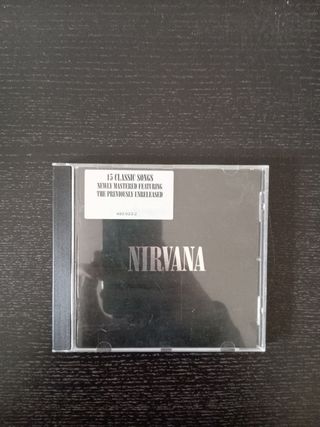 15 CLASSIC SONGS
NEWLY MASTERED FEATURING
THE PREVIOUSLY UNRELEASED
NIRVANA